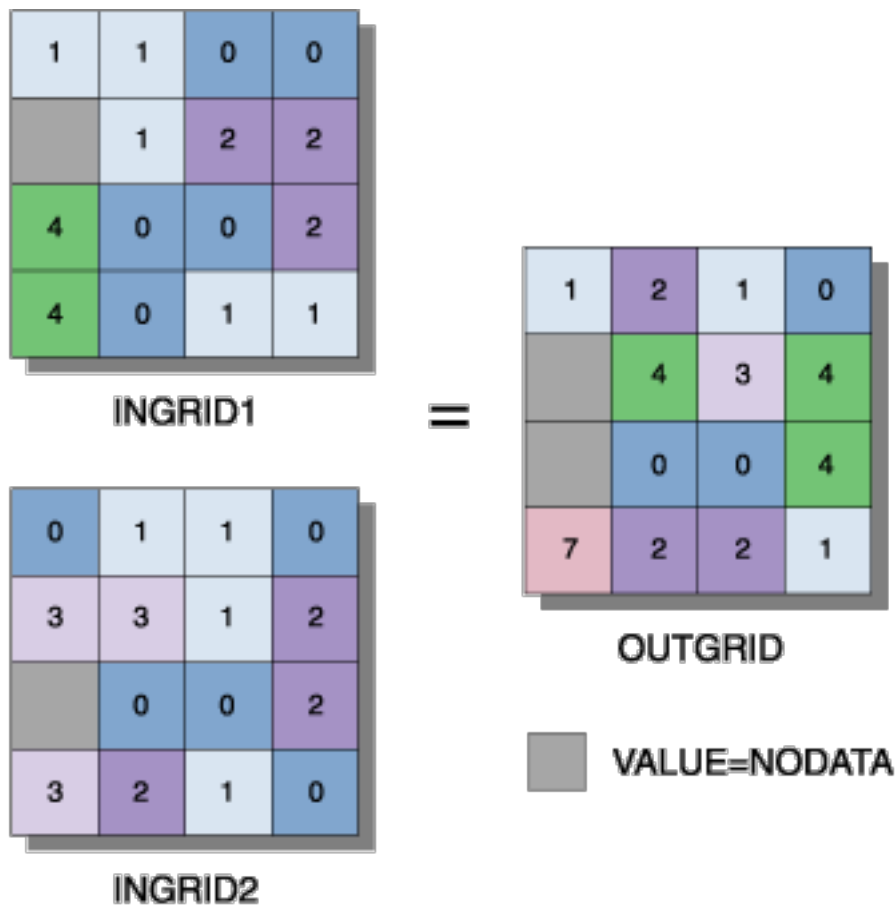 1 1 0 0
1 2 2
4 0 0 2
4 0 1 1
INGRID1
0 1 1 0
3 3 1 2
0 0 2
3 2 1 0
INGRID2
=
1 2 1 0
4 3 4
0 0 4
7 2 2 1
OUTGRID
VALUE=NODATA